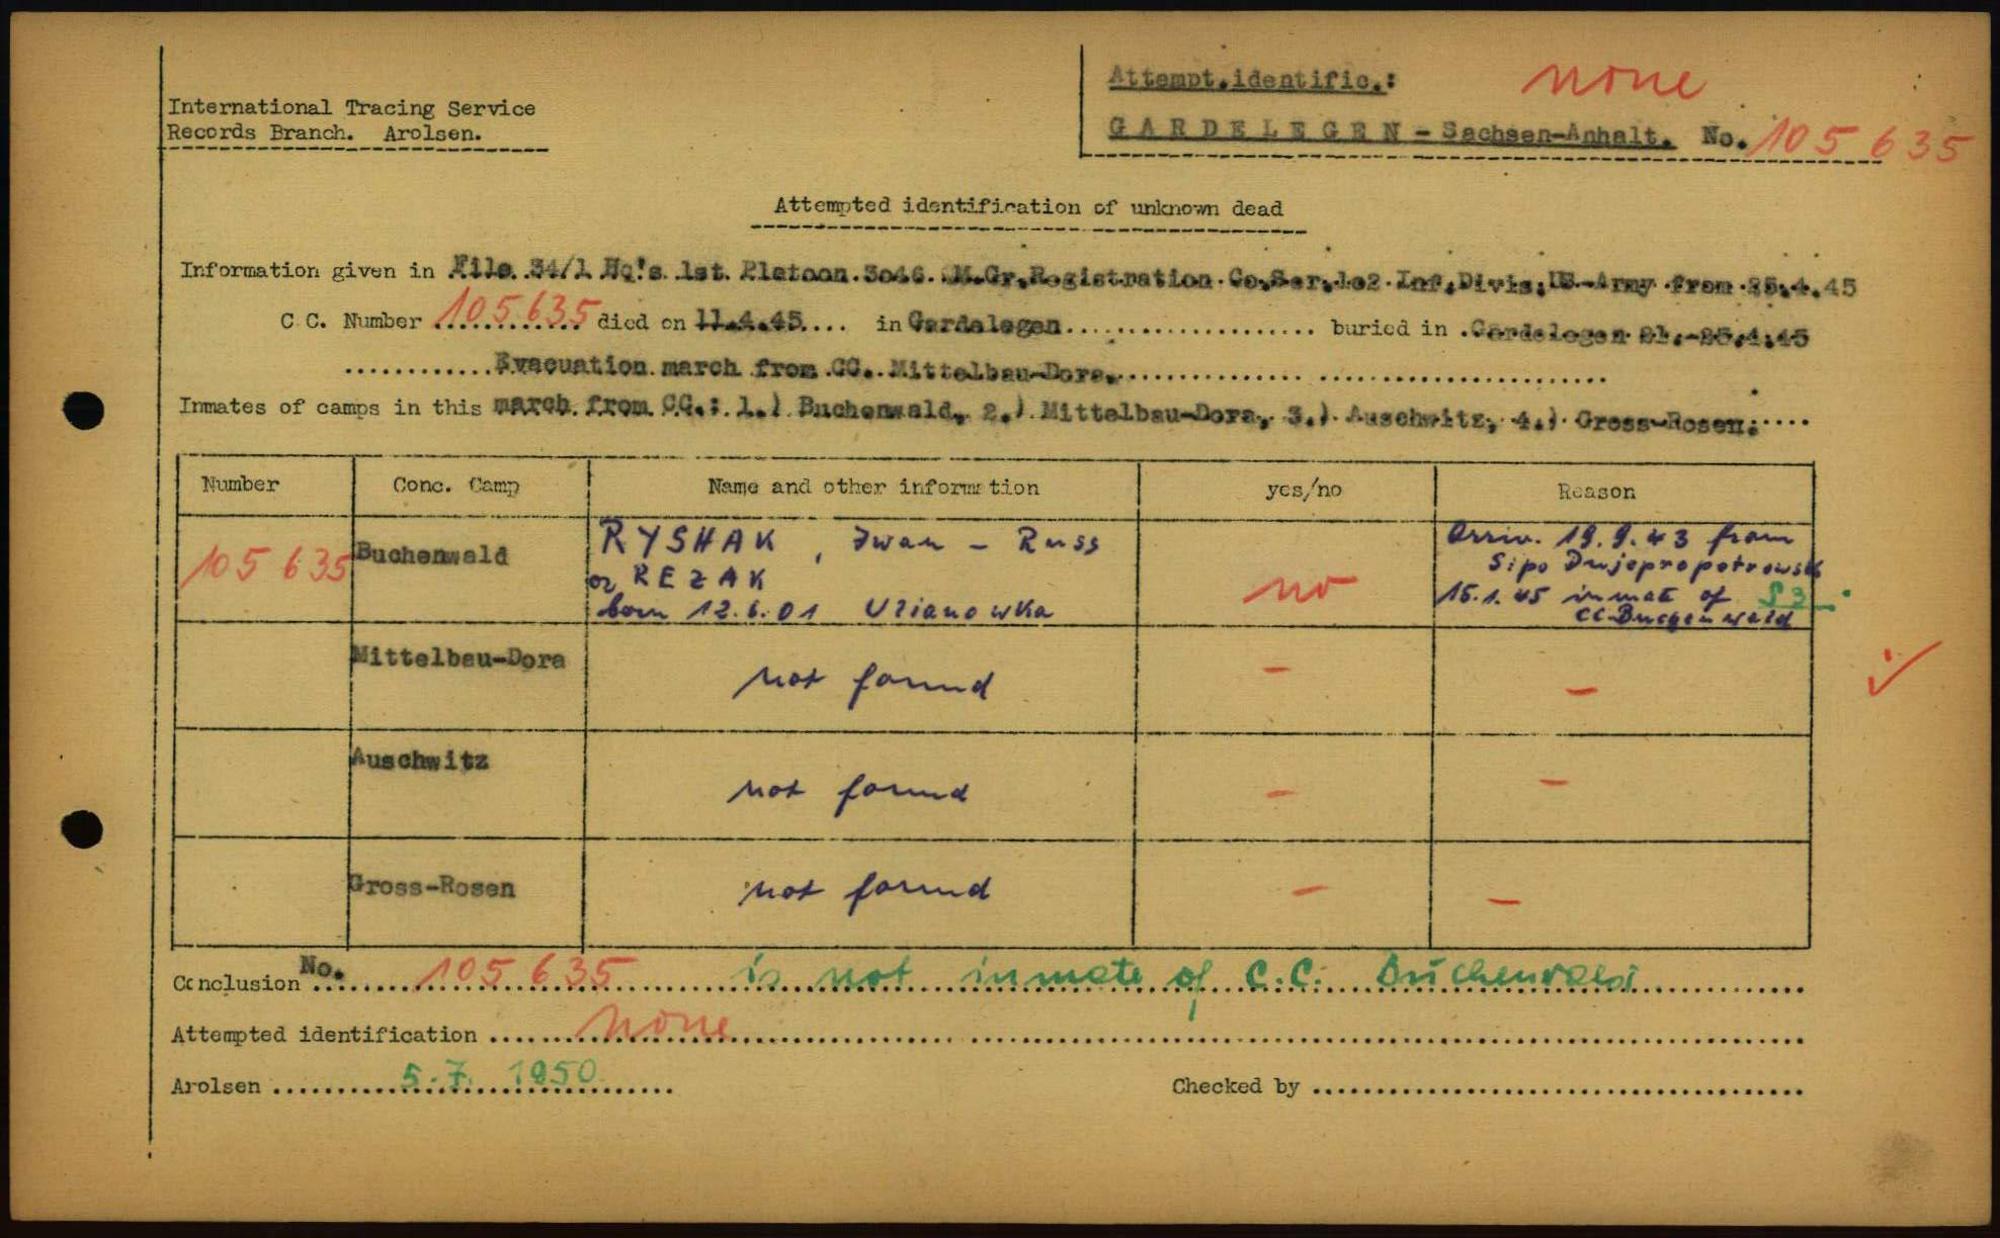 International Tracing Service
Records Branch. Arolsen.
Attempt.identific.: none
GARDELEGEN - Sachsen-Anhalt. No. 105 635
Attempted identification of unknown dead
Information given in File 34/1 Hq's 1st. Platoon 3046. M.Gr.Registration Co.Ser.1o2 Inf.Divis.US-Army from 25.4.45
C C. Number 105 635 died on 11.4.45.... in Gardelegen........ buried in .Gardelegen 21.-25.4.45
............Evacuation march from CC. Mittelbau-Dora.............
Inmates of camps in this march from CC.: 1.) Buchenwald, 2.) Mittelbau-Dora, 3.) Auschwitz, 4.) Gross-Rosen.....
Number Conc. Camp Name and other information yes/no Reason
105 635 Buchenwald RYSHAK, Iwan - Russ
or REZAK
born 12.6.01 Uzianowka
no
Arriv. 19.9.43 from
Sipo Dnjepropetrowsk
15.1.45 inmate of
CC Buchenwald
Mittelbau-Dora not found - -
Auschwitz not found - -
Gross-Rosen not found - -
Conclusion No. 105 635 is not inmate of C.C. Buchenwald
Attempted identification none
Arolsen 5.7. 1950 Checked by